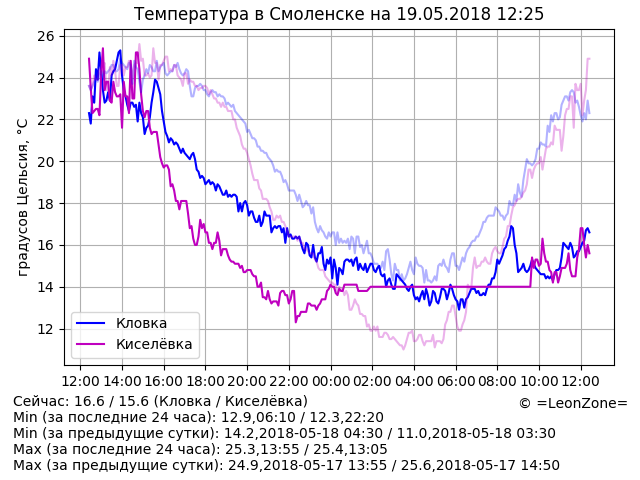 Температура в Смоленске на 19.05.2018 12:25
градусов Цельсия, °C
26
24
22
20
18
16
14
12
Кловка
Киселёвка
12:00 14:00 16:00 18:00 20:00 22:00 00:00 02:00 04:00 06:00 08:00 10:00 12:00
Сейчас: 16.6 / 15.6 (Кловка / Киселёвка)
© =LeonZone=
Min (за последние 24 часа): 12.9,06:10 / 12.3,22:20
Min (за предыдущие сутки): 14.2,2018-05-18 04:30 / 11.0,2018-05-18 03:30
Max (за последние 24 часа): 25.3,13:55 / 25.4,13:05
Max (за предыдущие сутки): 24.9,2018-05-17 13:55 / 25.6,2018-05-17 14:50